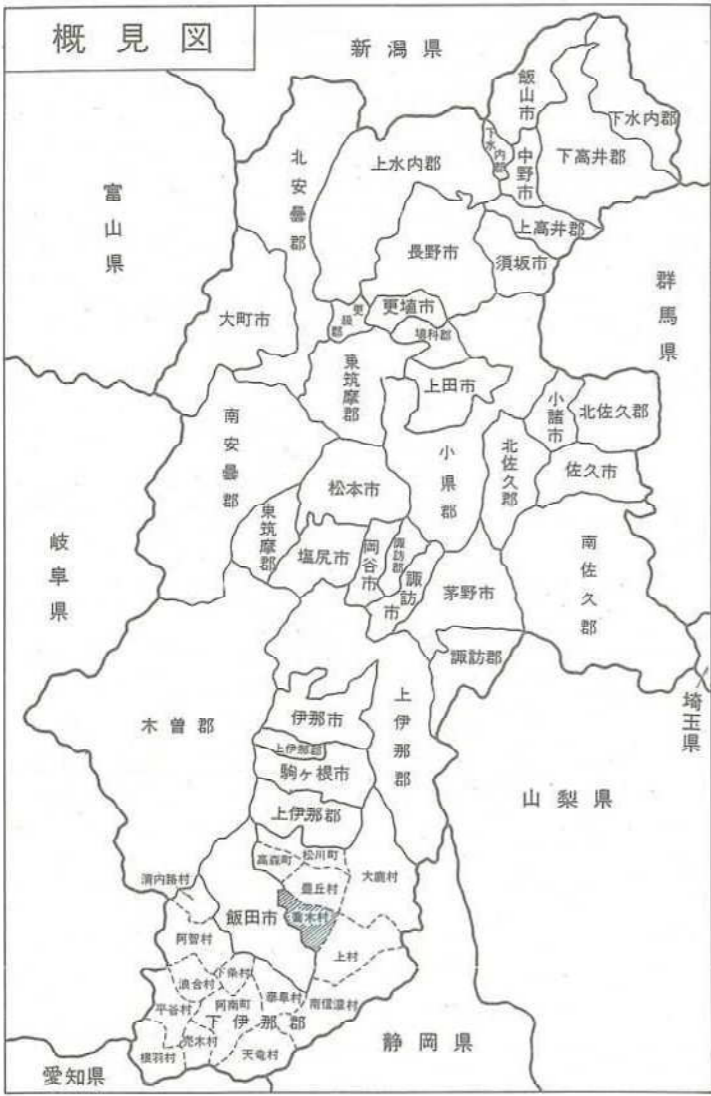 概見図
新潟県
飯山市
下水内郡
下水内郡
中野市
下高井郡
北安曇郡
上水内郡
富山県
上高井郡
長野市
須坂市
群馬県
大町市
更級郡
更埴市
埴科郡
東筑摩郡
上田市
小諸市
北佐久郡
南安曇郡
小県郡
北佐久郡
佐久市
松本市
岐阜県
東筑摩郡
塩尻市
岡谷市
諏訪郡
諏訪市
茅野市
南佐久郡
諏訪郡
埼玉県
木曽郡
伊那市
上伊那郡
上伊那郡
駒ヶ根市
山梨県
上伊那郡
高森町
松川町
大鹿村
清内路村
豊丘村
飯田市
喬木村
阿智村
上村
下条村
浪合村
泰阜村
南信濃村
平谷村
阿南町
下伊那郡
売木村
根羽村
天竜村
静岡県
愛知県